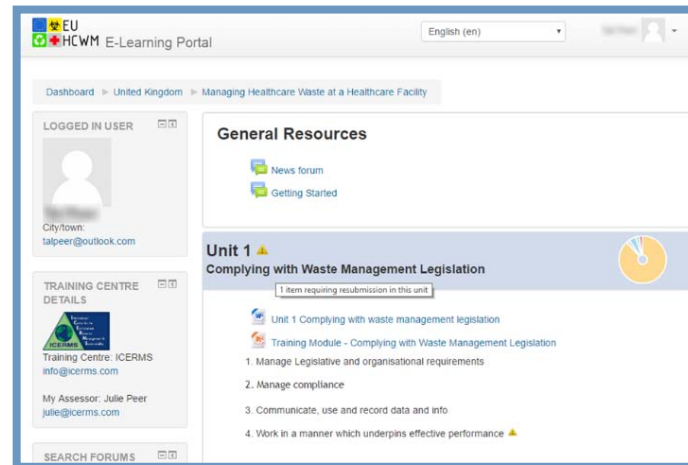 EU
HCWM E-Learning Portal
English (en)
Dashboard ► United Kingdom ► Managing Healthcare Waste at a Healthcare Facility
LOGGED IN USER
City/town:
talpeer@outlook.com
TRAINING CENTRE
DETAILS
ICERMS
Training Centre: ICERMS
info@icerms.com
My Assessor: Julie Peer
julie@icerms.com
SEARCH FORUMS
General Resources
News forum
Getting Started
Unit 1
Complying with Waste Management Legislation
1 item requiring resubmission in this unit
Unit 1 Complying with waste management legislation
Training Module - Complying with Waste Management Legislation
1. Manage Legislative and organisational requirements
2. Manage compliance
3. Communicate, use and record data and info
4. Work in a manner which underpins effective performance